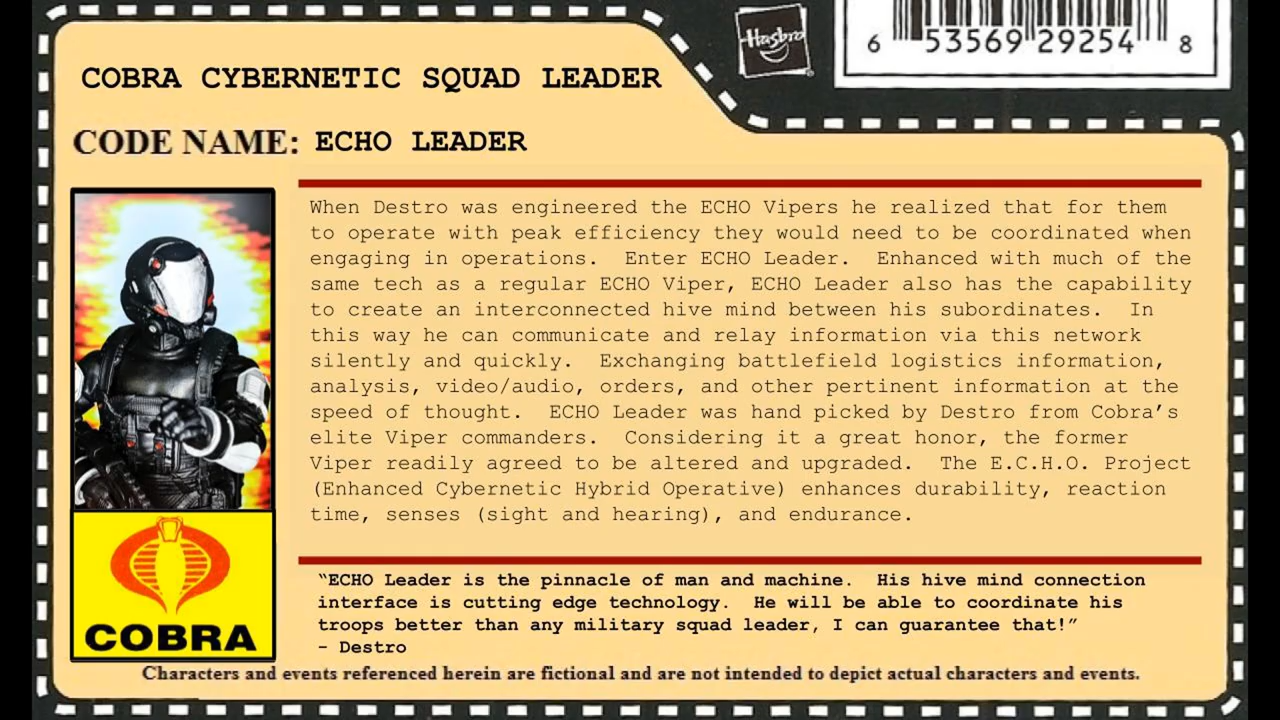 Hasbro
6 53569 29254 8
COBRA CYBERNETIC SQUAD LEADER
CODE NAME: ECHO LEADER
When Destro was engineered the ECHO Vipers he realized that for them
to operate with peak efficiency they would need to be coordinated when
engaging in operations.  Enter ECHO Leader.  Enhanced with much of the
same tech as a regular ECHO Viper, ECHO Leader also has the capability
to create an interconnected hive mind between his subordinates.  In
this way he can communicate and relay information via this network
silently and quickly.  Exchanging battlefield logistics information,
analysis, video/audio, orders, and other pertinent information at the
speed of thought.  ECHO Leader was hand picked by Destro from Cobra’s
elite Viper commanders.  Considering it a great honor, the former
Viper readily agreed to be altered and upgraded.  The E.C.H.O. Project
(Enhanced Cybernetic Hybrid Operative) enhances durability, reaction
time, senses (sight and hearing), and endurance.
COBRA
“ECHO Leader is the pinnacle of man and machine.  His hive mind connection
interface is cutting edge technology.  He will be able to coordinate his
troops better than any military squad leader, I can guarantee that!”
– Destro
Characters and events referenced herein are fictional and are not intended to depict actual characters and events.